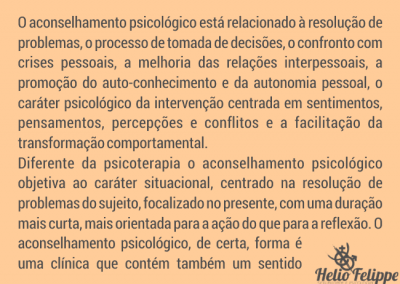 O aconselhamento psicológico está relacionado à resolução de
problemas, o processo de tomada de decisões, o confronto com
crises pessoais, a melhoria das relações interpessoais, a
promoção do auto-conhecimento e da autonomia pessoal, o
caráter psicológico da intervenção centrada em sentimentos,
pensamentos, percepções e conflitos e a facilitação da
transformação comportamental.
Diferente da psicoterapia o aconselhamento psicológico
objetiva ao caráter situacional, centrado na resolução de
problemas do sujeito, focalizado no presente, com uma duração
mais curta, mais orientada para a ação do que para a reflexão. O
aconselhamento psicológico, de certa, forma é
uma clínica que contém também um sentido
Helio Felippe